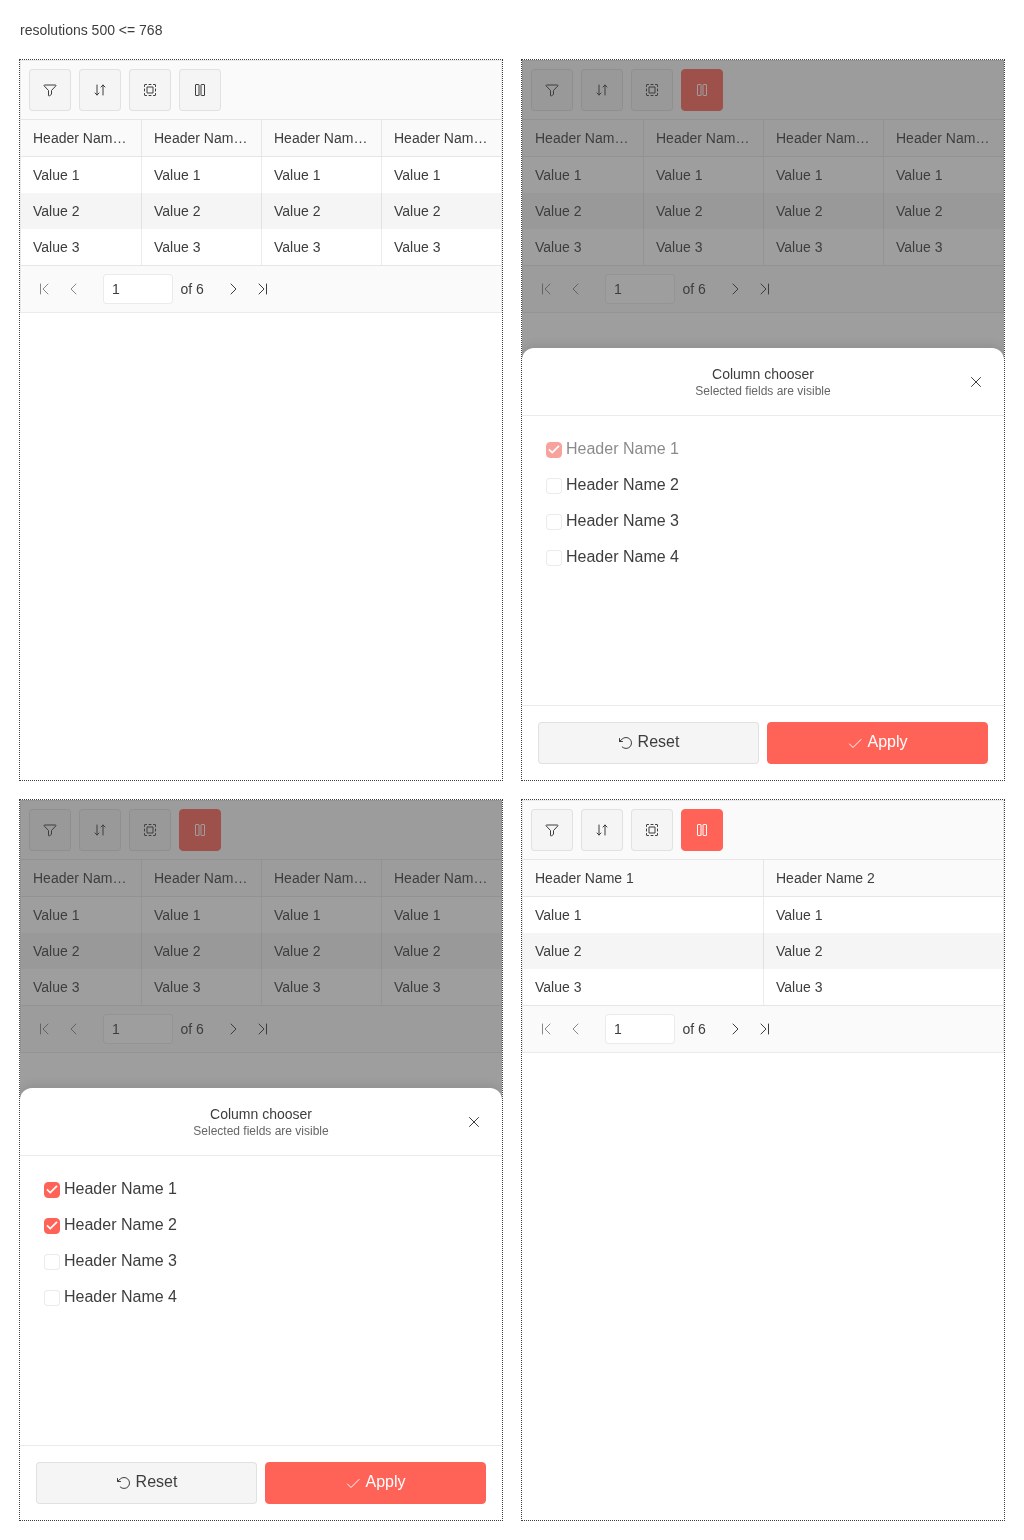 resolutions 500 <= 768
Header Nam… Header Nam… Header Nam… Header Nam…
Value 1 Value 1 Value 1 Value 1
Value 2 Value 2 Value 2 Value 2
Value 3 Value 3 Value 3 Value 3
1 of 6
Header Nam… Header Nam… Header Nam… Header Nam…
Value 1 Value 1 Value 1 Value 1
Value 2 Value 2 Value 2 Value 2
Value 3 Value 3 Value 3 Value 3
1 of 6
Column chooser
Selected fields are visible
Header Name 1
Header Name 2
Header Name 3
Header Name 4
Reset Apply
Header Nam… Header Nam… Header Nam… Header Nam…
Value 1 Value 1 Value 1 Value 1
Value 2 Value 2 Value 2 Value 2
Value 3 Value 3 Value 3 Value 3
1 of 6
Column chooser
Selected fields are visible
Header Name 1
Header Name 2
Header Name 3
Header Name 4
Reset Apply
Header Name 1 Header Name 2
Value 1 Value 1
Value 2 Value 2
Value 3 Value 3
1 of 6